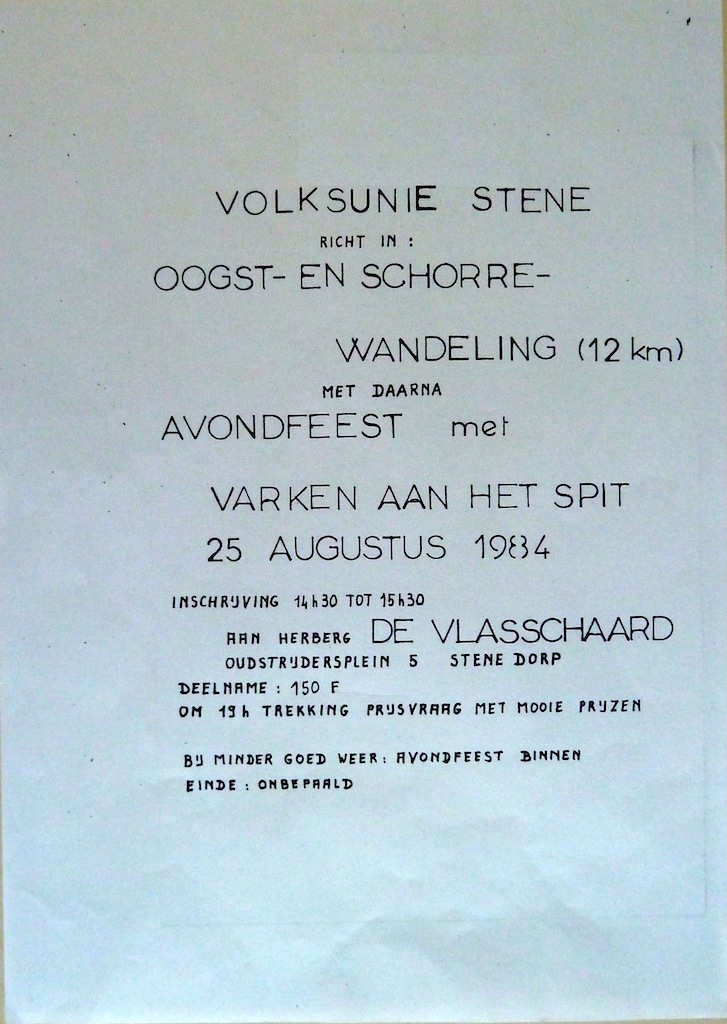 VOLKSUNIE STENE
RICHT IN :
OOGST- EN SCHORRE-
WANDELING (12 km)
MET DAARNA
AVONDFEEST met
VARKEN AAN HET SPIT
25 AUGUSTUS 1984
INSCHRIJVING 14h30 TOT 15h30
AAN HERBERG DE VLASSCHAARD
OUDSTRIJDERSPLEIN 5 STENE DORP
DEELNAME : 150 F
OM 19h TREKKING PRIJSVRAAG MET MOOIE PRIJZEN
BIJ MINDER GOED WEER : AVONDFEEST BINNEN
EINDE : ONBEPAALD